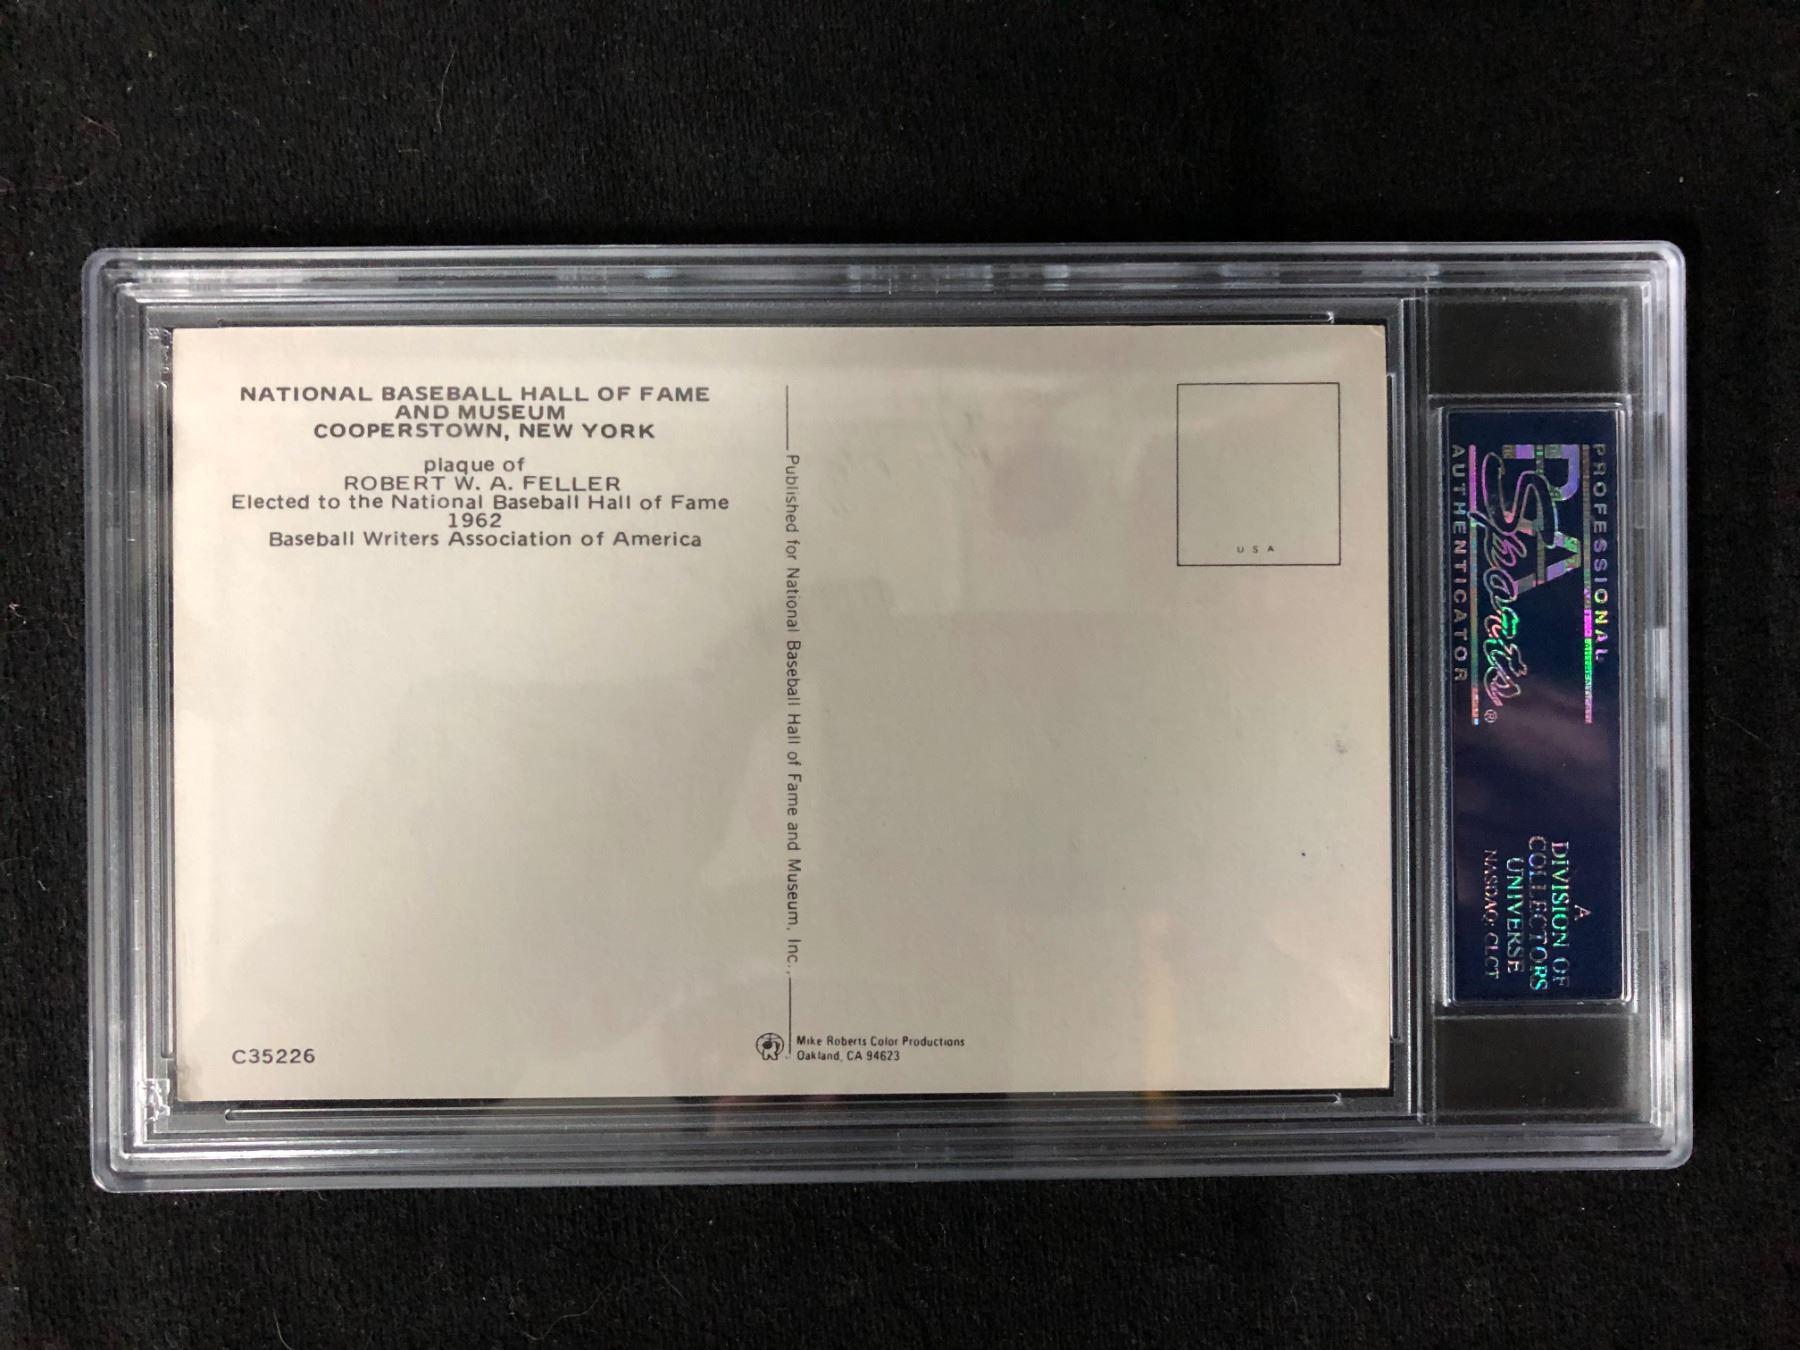 NATIONAL BASEBALL HALL OF FAME
AND MUSEUM
COOPERSTOWN, NEW YORK
plaque of
ROBERT W. A. FELLER
Elected to the National Baseball Hall of Fame
1962
Baseball Writers Association of America
C35226
Published for National Baseball Hall of Fame and Museum, Inc.,
Mike Roberts Color Productions
Oakland, CA 94623
USA
PROFESSIONAL
PSA
Sports®
AUTHENTICATOR
A
DIVISION OF
COLLECTORS
UNIVERSE
NASDAQ: CLCT